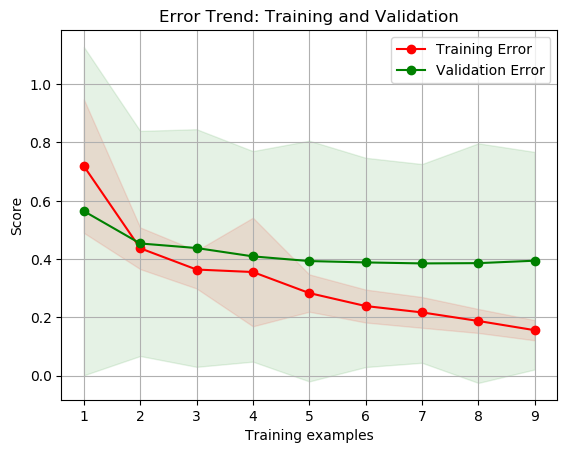 Error Trend: Training and Validation
Training Error
Validation Error
Score
1.0
0.8
0.6
0.4
0.2
0.0
1 2 3 4 5 6 7 8 9
Training examples